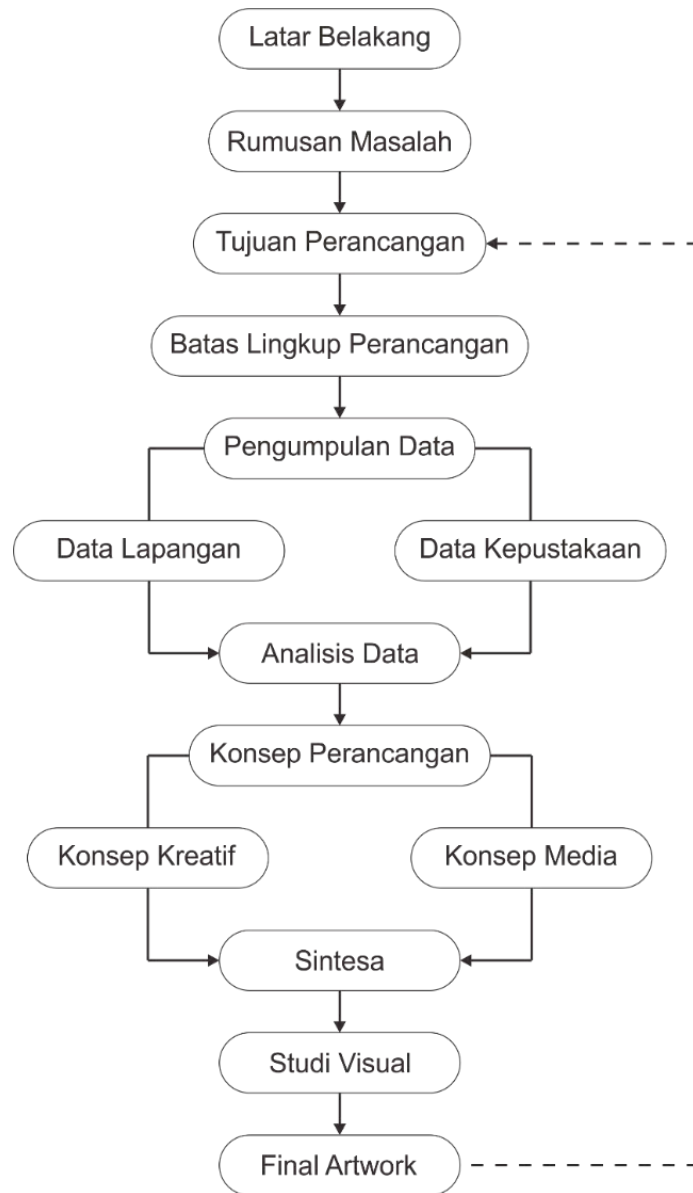 Latar Belakang
Rumusan Masalah
Tujuan Perancangan
Batas Lingkup Perancangan
Pengumpulan Data
Data Lapangan
Data Kepustakaan
Analisis Data
Konsep Perancangan
Konsep Kreatif
Konsep Media
Sintesa
Studi Visual
Final Artwork